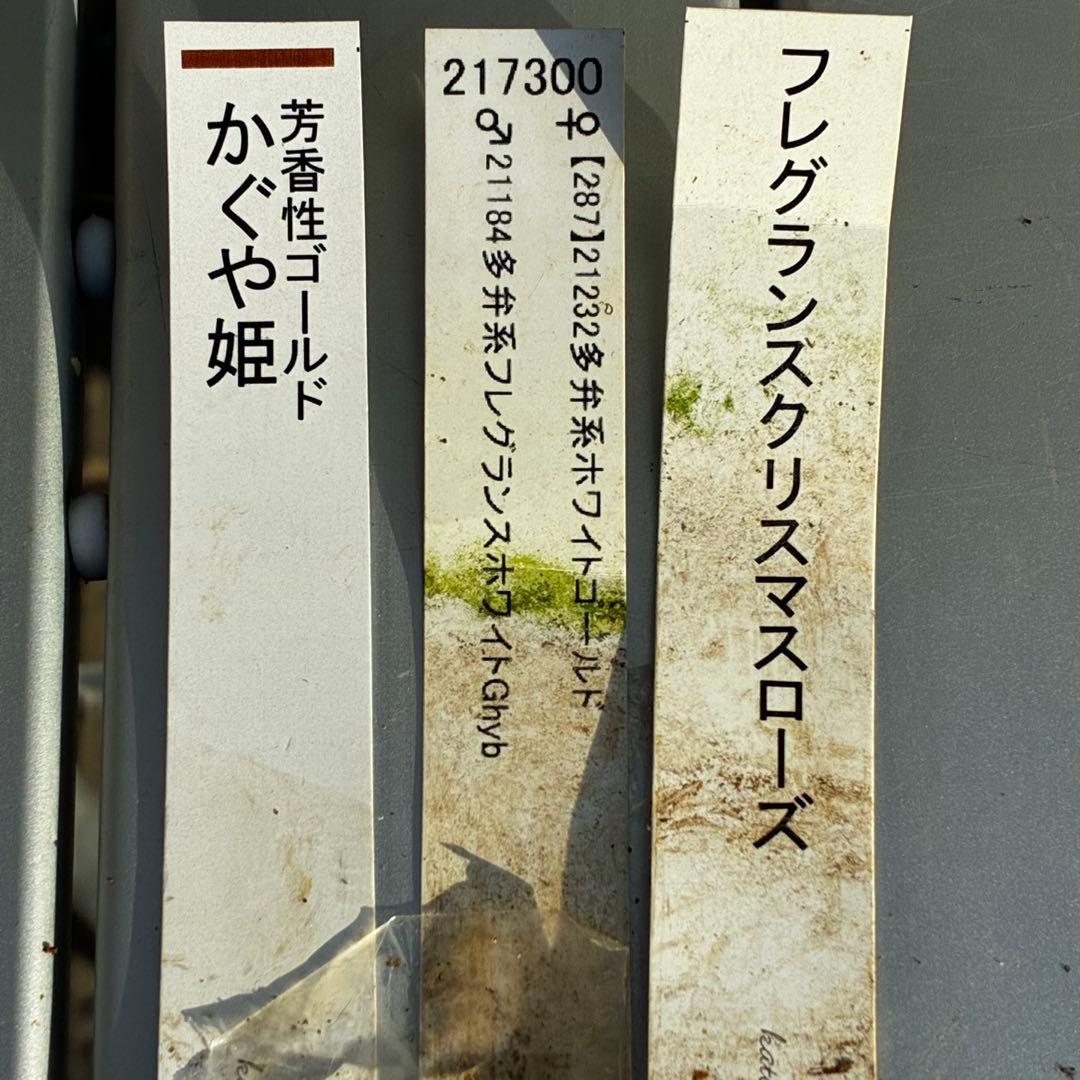 芳香性ゴールド
かぐや姫
217300
♀【287】21232多弁系ホワイトゴールド
♂21184多弁系フレグランスホワイトGhyb
フレグランスクリスマスローズ